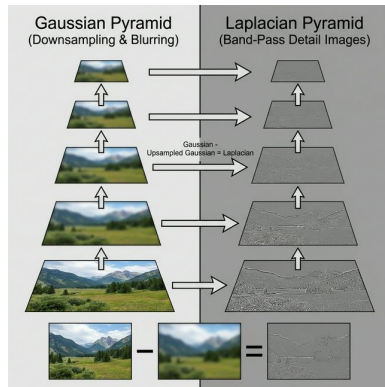 Gaussian Pyramid
(Downsampling & Blurring)
Laplacian Pyramid
(Band-Pass Detail Images)
Gaussian -
Upsampled Gaussian = Laplacian